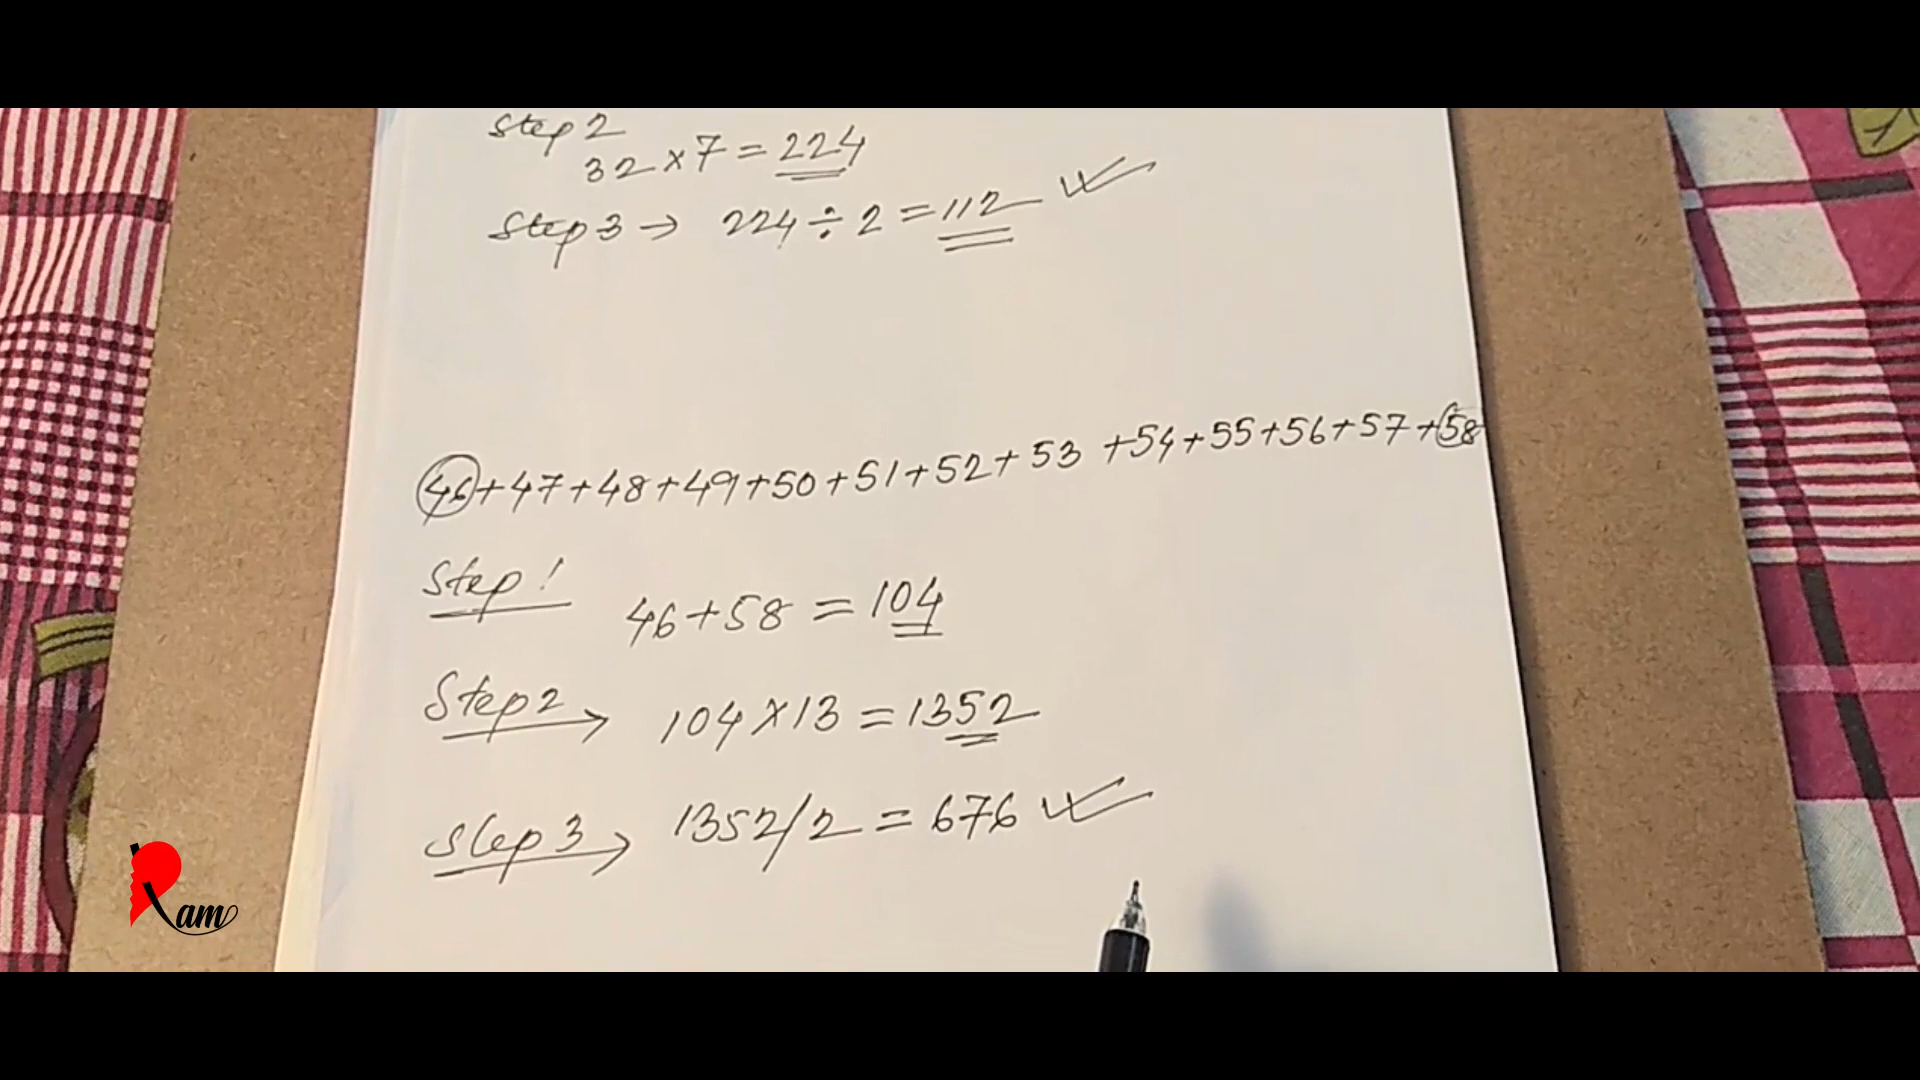 Step 2
32 × 7 = 224
Step 3 → 224 ÷ 2 = 112
46 + 47 + 48 + 49 + 50 + 51 + 52 + 53 + 54 + 55 + 56 + 57 + 58
Step 1
46 + 58 = 104
Step 2 → 104 × 13 = 1352
Step 3 → 1352/2 = 676
Ram